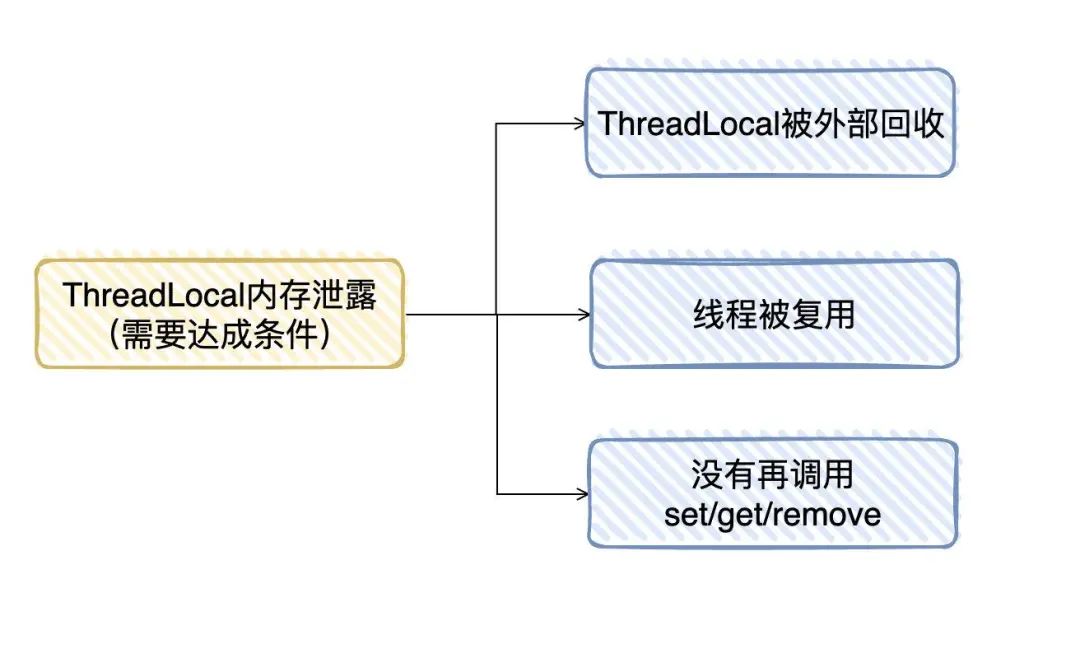 ThreadLocal被外部回收
ThreadLocal内存泄露
（需要达成条件）
线程被复用
没有再调用
set/get/remove